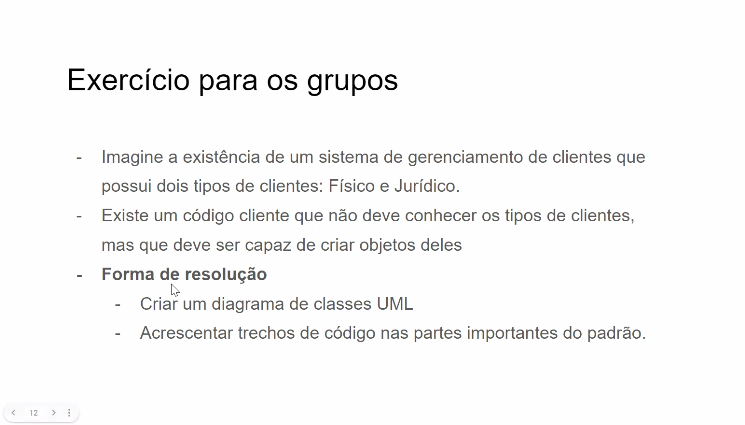 Exercício para os grupos
- Imagine a existência de um sistema de gerenciamento de clientes que
possui dois tipos de clientes: Físico e Jurídico.
- Existe um código cliente que não deve conhecer os tipos de clientes,
mas que deve ser capaz de criar objetos deles
- Forma de resolução
- Criar um diagrama de classes UML
- Acrescentar trechos de código nas partes importantes do padrão.
12